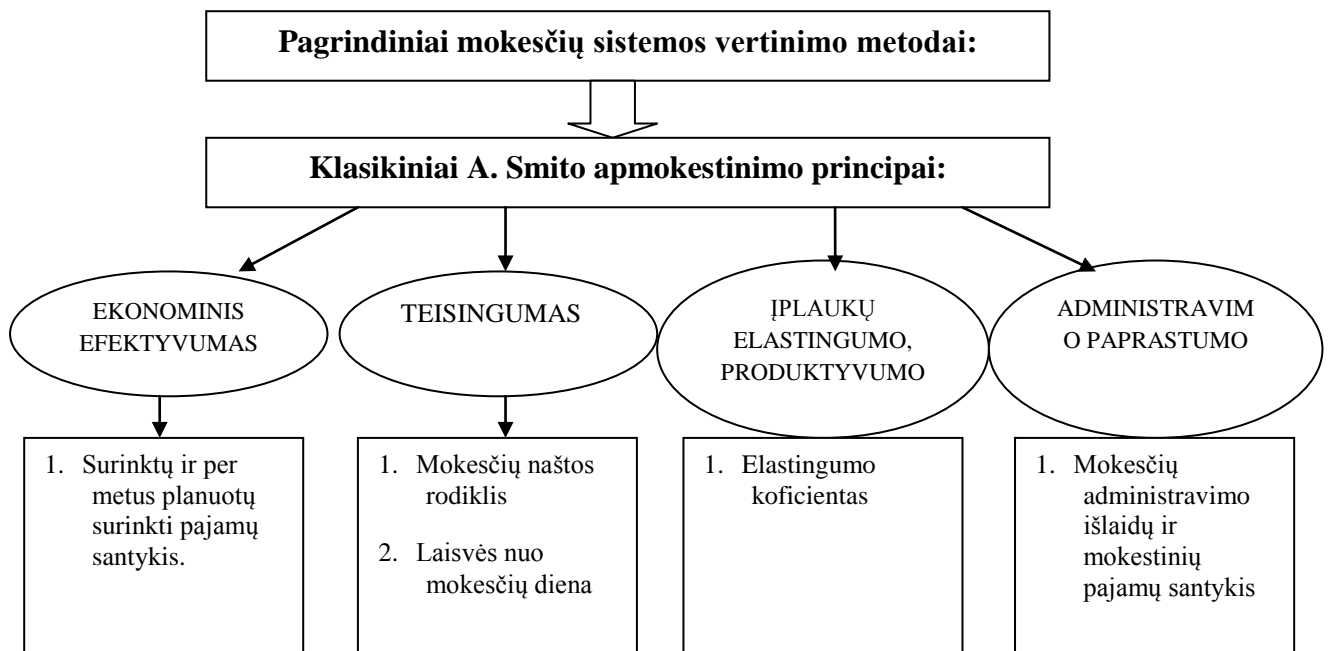 Pagrindiniai mokesčių sistemos vertinimo metodai:
Klasikiniai A. Smito apmokestinimo principai:
EKONOMINIS
EFEKTYVUMAS
TEISINGUMAS
ĮPLAUKŲ
ELASTINGUMO,
PRODUKTYVUMO
ADMINISTRAVIM
O PAPRASTUMO
1. Surinktų ir per
metus planuotų
surinkti pajamų
santykis.
1. Mokesčių naštos
rodiklis
2. Laisvės nuo
mokesčių diena
1. Elastingumo
koficientas
1. Mokesčių
administravimo
išlaidų ir
mokestinių
pajamų santykis